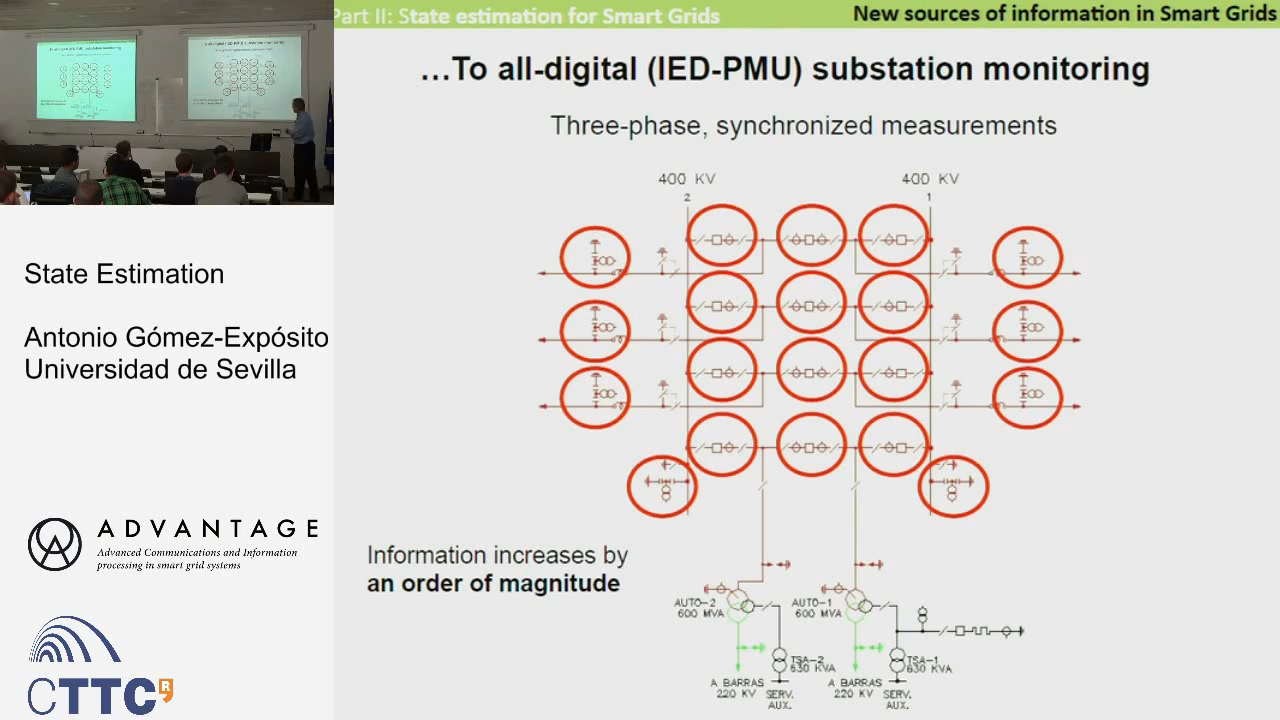 Part II: State estimation for Smart Grids
New sources of information in Smart Grids
...To all-digital (IED-PMU) substation monitoring
Three-phase, synchronized measurements
400 KV
2
400 KV
1
State Estimation
Antonio Gómez-Expósito
Universidad de Sevilla
ADVANTAGE
Advanced Communications and Information
processing in smart grid systems
CTTC
Information increases by
an order of magnitude
AUTO-2
600 MVA
AUTO-1
600 MVA
TSA-2
630 KVA
TSA-1
630 KVA
A BARRAS
220 KV
SERV.
AUX.
A BARRAS
220 KV
SERV.
AUX.